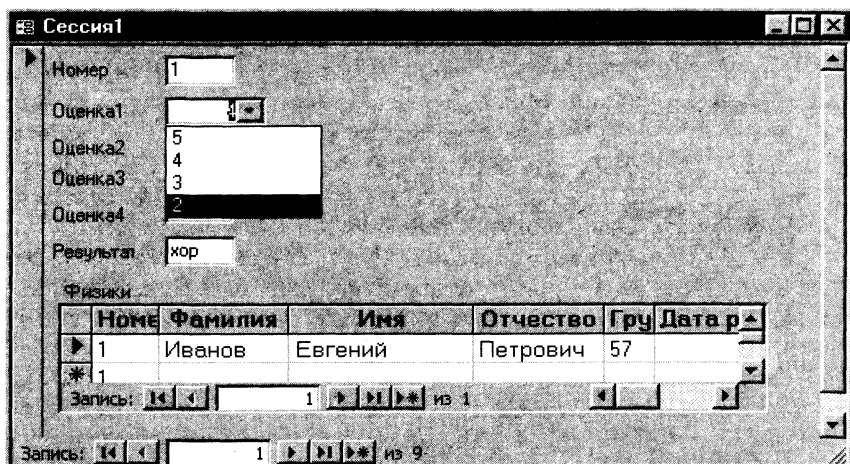 Сессия1
Номер 1
Оценка1 4
5
Оценка2
4
Оценка3 3
2
Оценка4
Результат хор
Физики
Номе Фамилия Имя Отчество Гру Дата р
1 Иванов Евгений Петрович 57
1
Запись: 1 из 1
Запись: 1 из 9